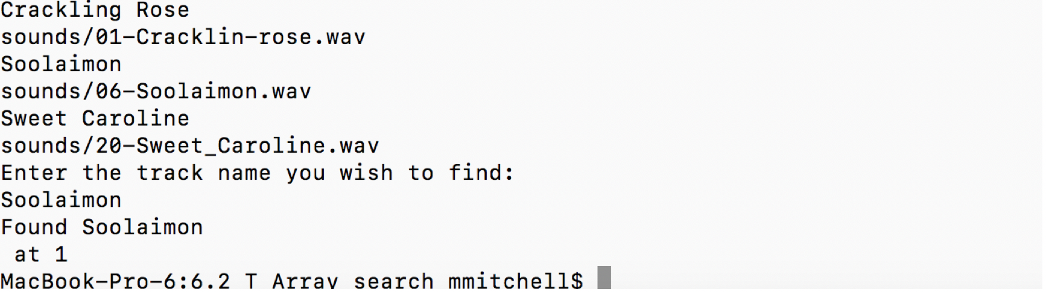 Crackling Rose
sounds/01-Cracklin-rose.wav
Soolaimon
sounds/06-Soolaimon.wav
Sweet Caroline
sounds/20-Sweet_Caroline.wav
Enter the track name you wish to find:
Soolaimon
Found Soolaimon
 at 1
MacBook-Pro-6:6.2 T Array search mmitchell$